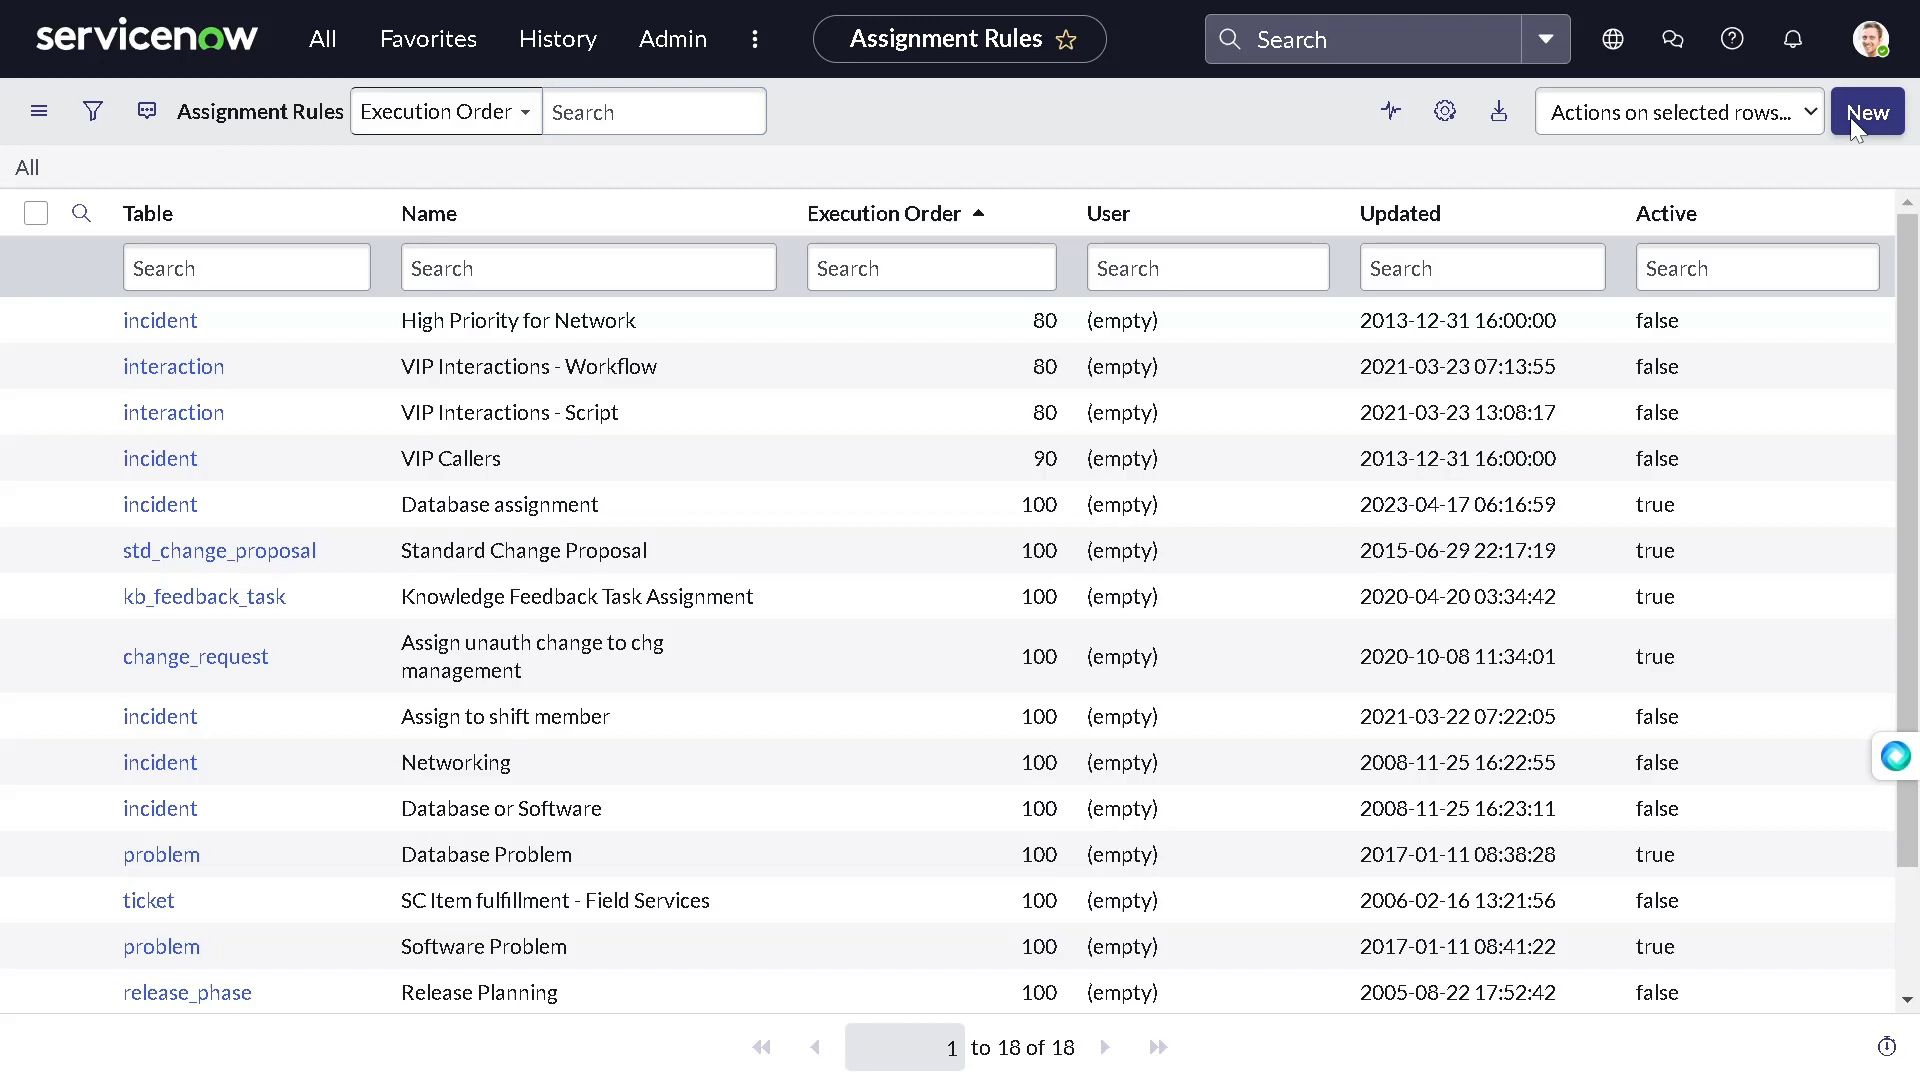 servicenow All Favorites History Admin Assignment Rules Search
Assignment Rules Execution Order Search Actions on selected rows... New
All
Table Name Execution Order User Updated Active
Search Search Search Search Search Search
incident High Priority for Network 80 (empty) 2013-12-31 16:00:00 false
interaction VIP Interactions - Workflow 80 (empty) 2021-03-23 07:13:55 false
interaction VIP Interactions - Script 80 (empty) 2021-03-23 13:08:17 false
incident VIP Callers 90 (empty) 2013-12-31 16:00:00 false
incident Database assignment 100 (empty) 2023-04-17 06:16:59 true
std_change_proposal Standard Change Proposal 100 (empty) 2015-06-29 22:17:19 true
kb_feedback_task Knowledge Feedback Task Assignment 100 (empty) 2020-04-20 03:34:42 true
change_request Assign unauth change to chg
management 100 (empty) 2020-10-08 11:34:01 true
incident Assign to shift member 100 (empty) 2021-03-22 07:22:05 false
incident Networking 100 (empty) 2008-11-25 16:22:55 false
incident Database or Software 100 (empty) 2008-11-25 16:23:11 false
problem Database Problem 100 (empty) 2017-01-11 08:38:28 true
ticket SC Item fulfillment - Field Services 100 (empty) 2006-02-16 13:21:56 false
problem Software Problem 100 (empty) 2017-01-11 08:41:22 true
release_phase Release Planning 100 (empty) 2005-08-22 17:52:42 false
1 to 18 of 18